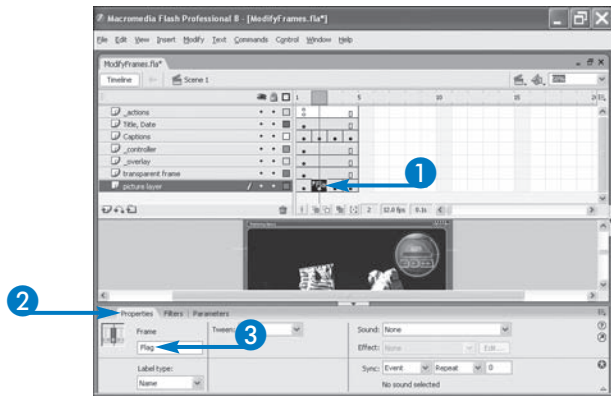 Macromedia Flash Professional 8 - [ModifyFrames.fla*]
File Edit View Insert Modify Text Commands Control Window Help
ModifyFrames.fla*
Timeline Scene 1
1 5 10 15
_actions
Title, Date
Captions
_controller
_overlay
transparent frame
picture layer
1
2 12.0 fps 0.1s
2
Properties Filters Parameters
Frame Tween: Sound: None
Flag 3 Effect: None Edit...
Label type: Sync: Event Repeat 0
Name No sound selected